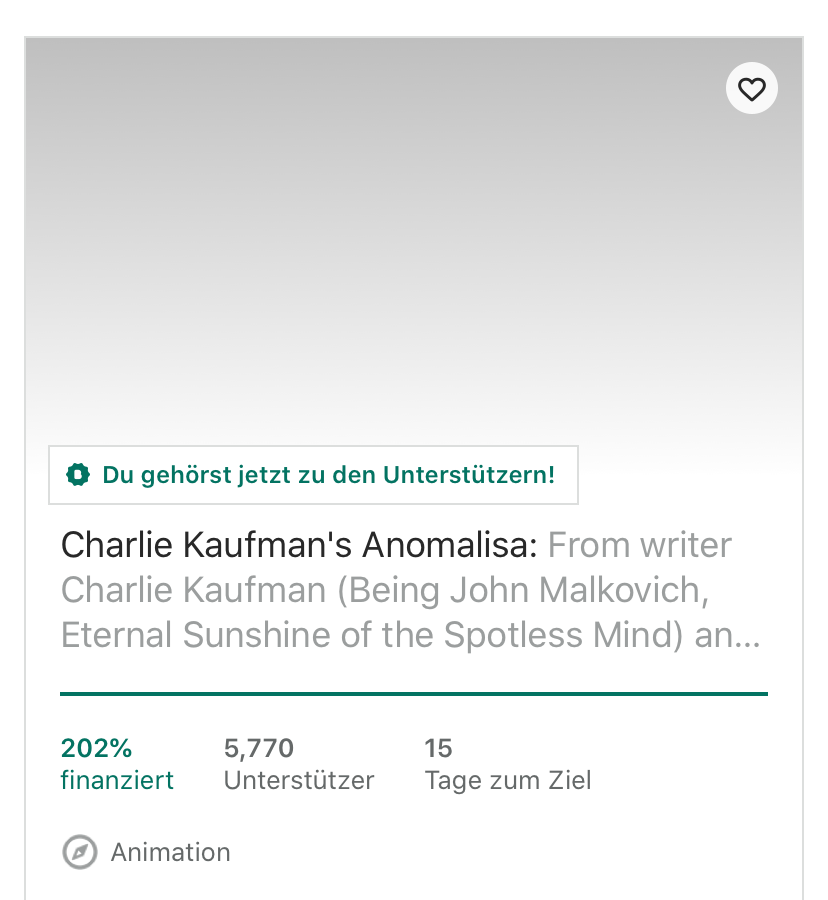 Du gehörst jetzt zu den Unterstützern!
Charlie Kaufman's Anomalisa: From writer
Charlie Kaufman (Being John Malkovich,
Eternal Sunshine of the Spotless Mind) an...
202% 5,770 15
finanziert Unterstützer Tage zum Ziel
Animation